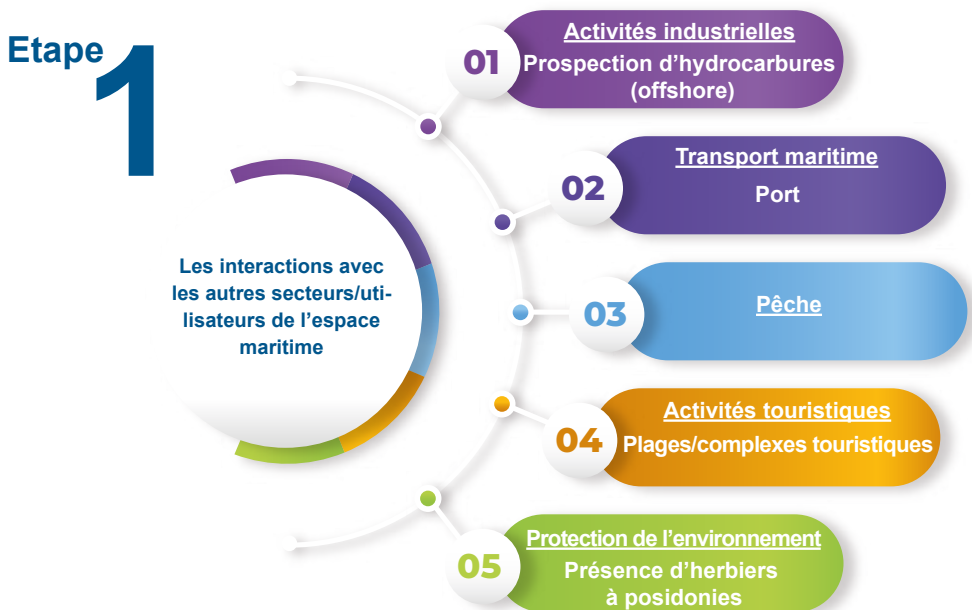 Etape
1
Les interactions avec
les autres secteurs/uti-
lisateurs de l'espace
maritime
01
Activités industrielles
Prospection d'hydrocarbures
(offshore)
02
Transport maritime
Port
03
Pêche
04
Activités touristiques
Plages/complexes touristiques
05
Protection de l'environnement
Présence d'herbiers
à posidonies